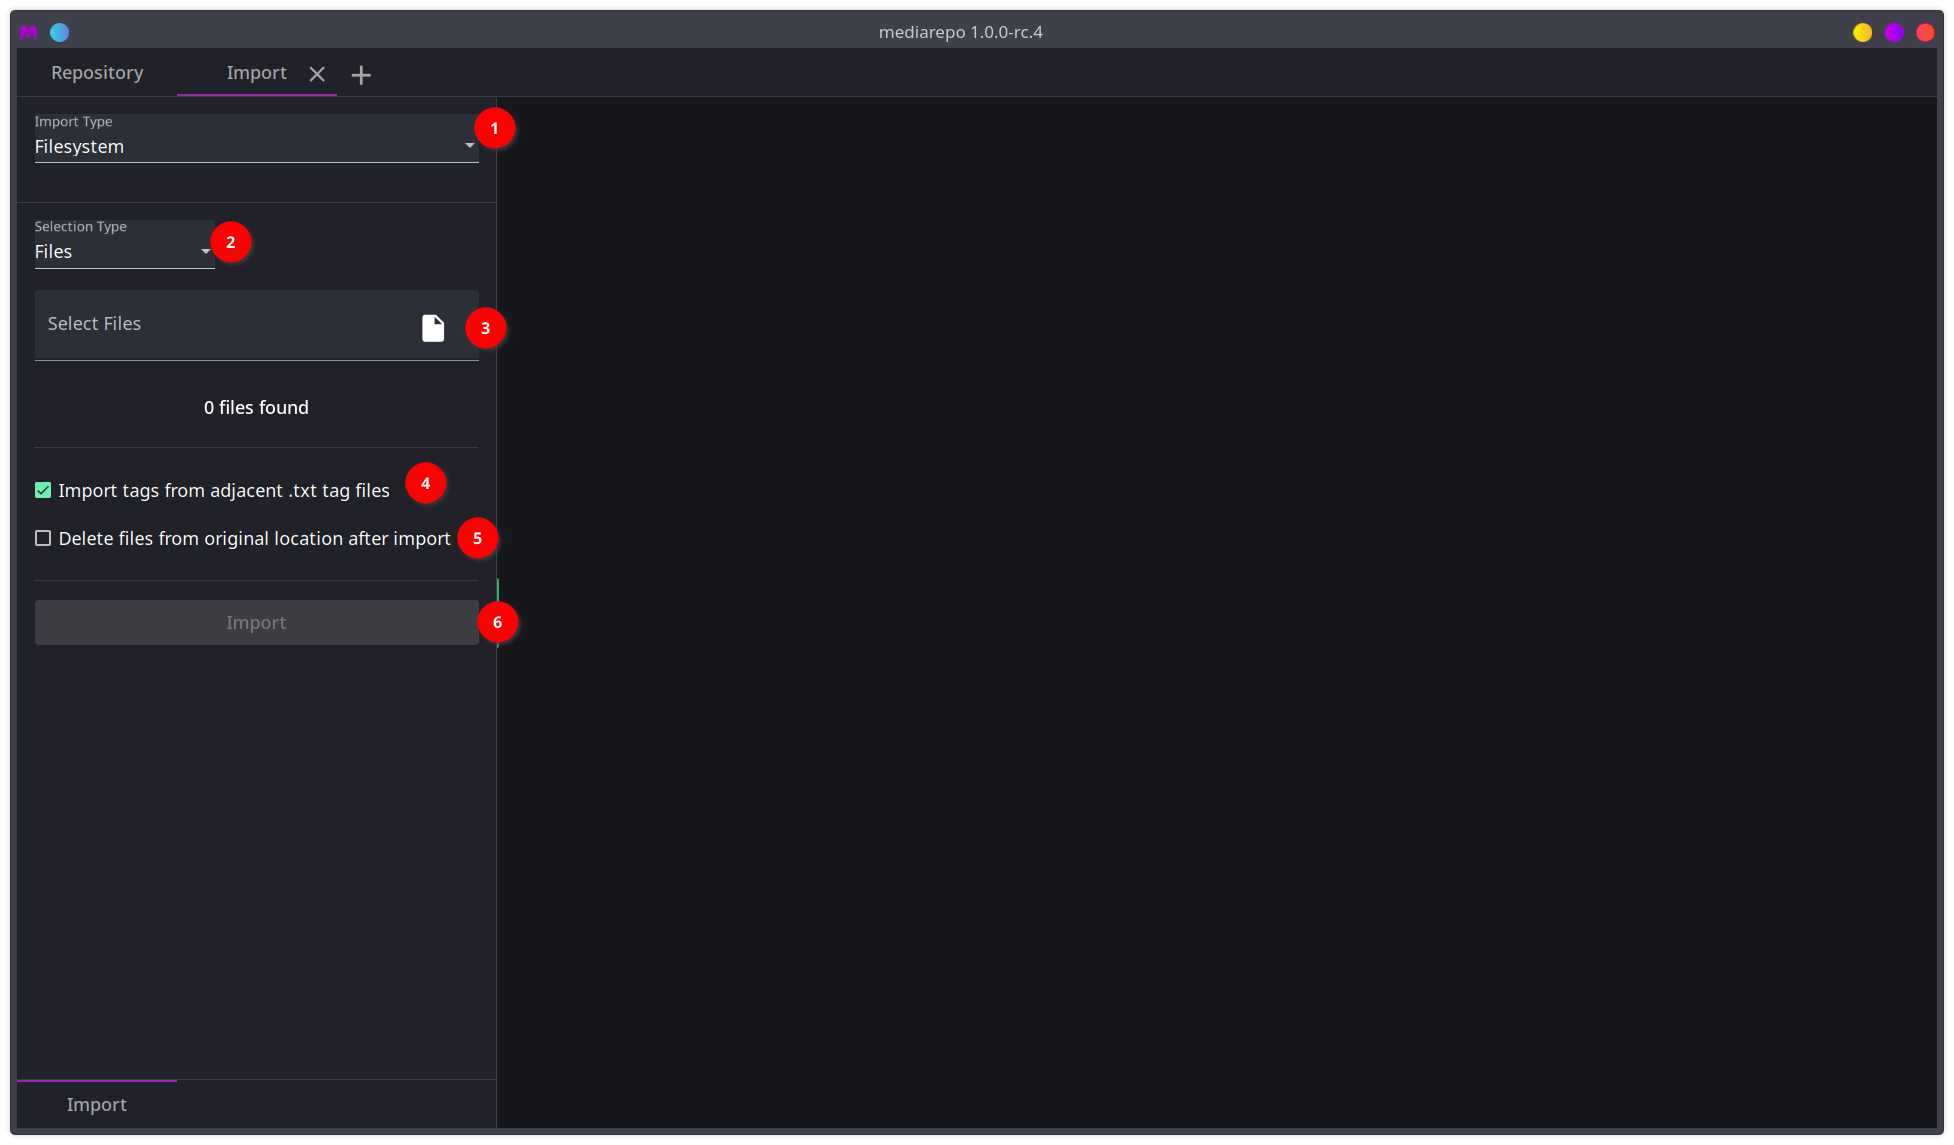 mediarepo 1.0.0-rc.4
Repository
Import
Import Type
Filesystem
1
Selection Type
Files
2
Select Files
3
0 files found
Import tags from adjacent .txt tag files
4
Delete files from original location after import
5
Import
6
Import